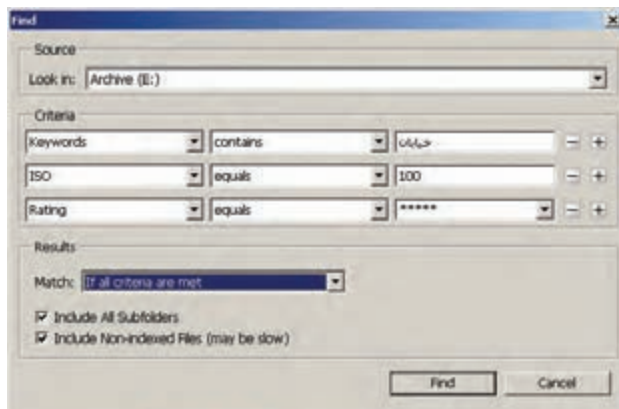 Find
Source
Look in: Archive (E:)
Criteria
Keywords contains خیابان
ISO equals 100
Rating equals *****
Results
Match: If all criteria are met
Include All Subfolders
Include Non-indexed Files (may be slow)
Find Cancel